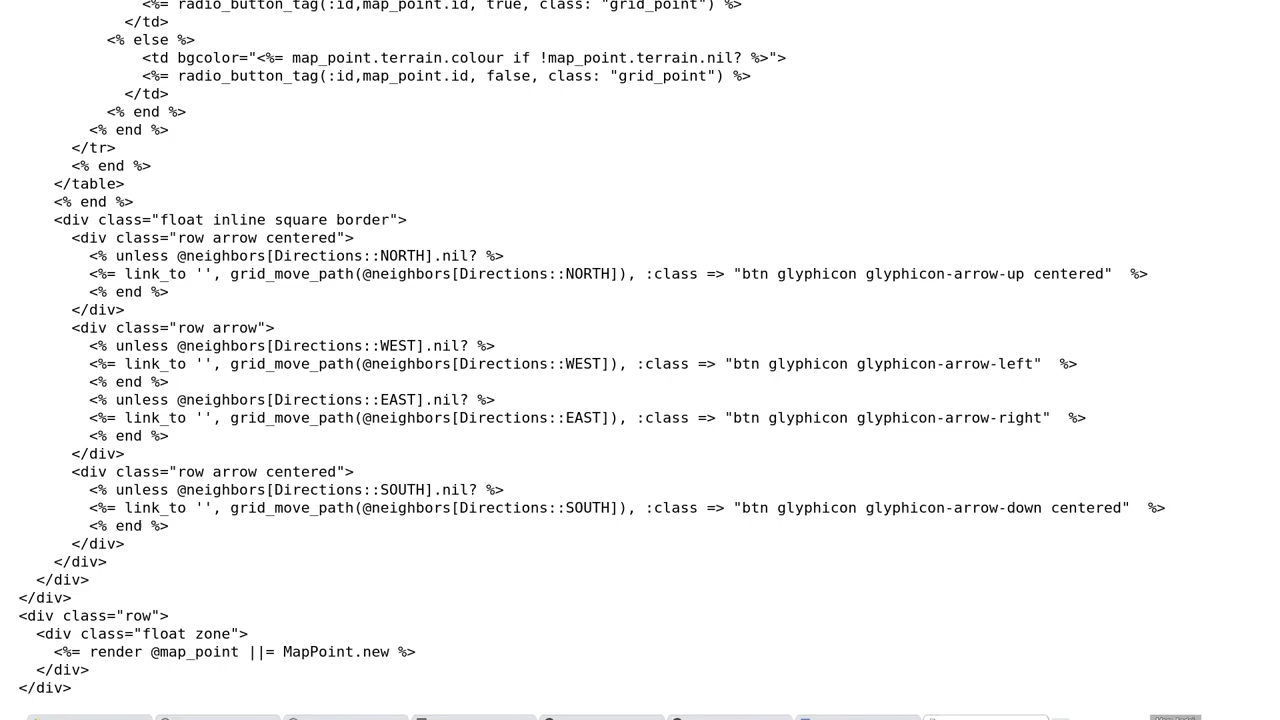 <%= radio_button_tag(:id,map_point.id, true, class: "grid_point") %>
</td>
<% else %>
<td bgcolor="<%= map_point.terrain.colour if !map_point.terrain.nil? %>">
<%= radio_button_tag(:id,map_point.id, false, class: "grid_point") %>
</td>
<% end %>
<% end %>
</tr>
<% end %>
</table>
<% end %>
<div class="float inline square border">
<div class="row arrow centered">
<% unless @neighbors[Directions::NORTH].nil? %>
<%= link_to '', grid_move_path(@neighbors[Directions::NORTH]), :class => "btn glyphicon glyphicon-arrow-up centered"  %>
<% end %>
</div>
<div class="row arrow">
<% unless @neighbors[Directions::WEST].nil? %>
<%= link_to '', grid_move_path(@neighbors[Directions::WEST]), :class => "btn glyphicon glyphicon-arrow-left"  %>
<% end %>
<% unless @neighbors[Directions::EAST].nil? %>
<%= link_to '', grid_move_path(@neighbors[Directions::EAST]), :class => "btn glyphicon glyphicon-arrow-right"  %>
<% end %>
</div>
<div class="row arrow centered">
<% unless @neighbors[Directions::SOUTH].nil? %>
<%= link_to '', grid_move_path(@neighbors[Directions::SOUTH]), :class => "btn glyphicon glyphicon-arrow-down centered"  %>
<% end %>
</div>
</div>
</div>
</div>
<div class="row">
<div class="float zone">
<%= render @map_point ||= MapPoint.new %>
</div>
</div>